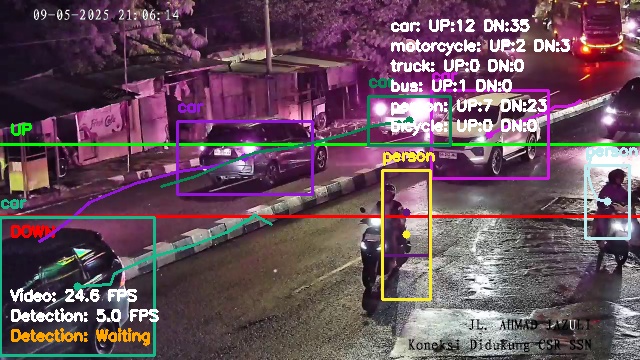 09-05-2025 21:06:14
car: UP:12 DN:35
motorcycle: UP:2 DN:3
truck: UP:0 DN:0
bus: UP:1 DN:0
person: UP:7 DN:23
bicycle: UP:0 DN:0
car
car
UP
person
person
car
DOWN
Video: 24.6 FPS
Detection: 5.0 FPS
Detection: Waiting
JL. AHMAD JAZULI
Koneksi Didukung CSR SSN